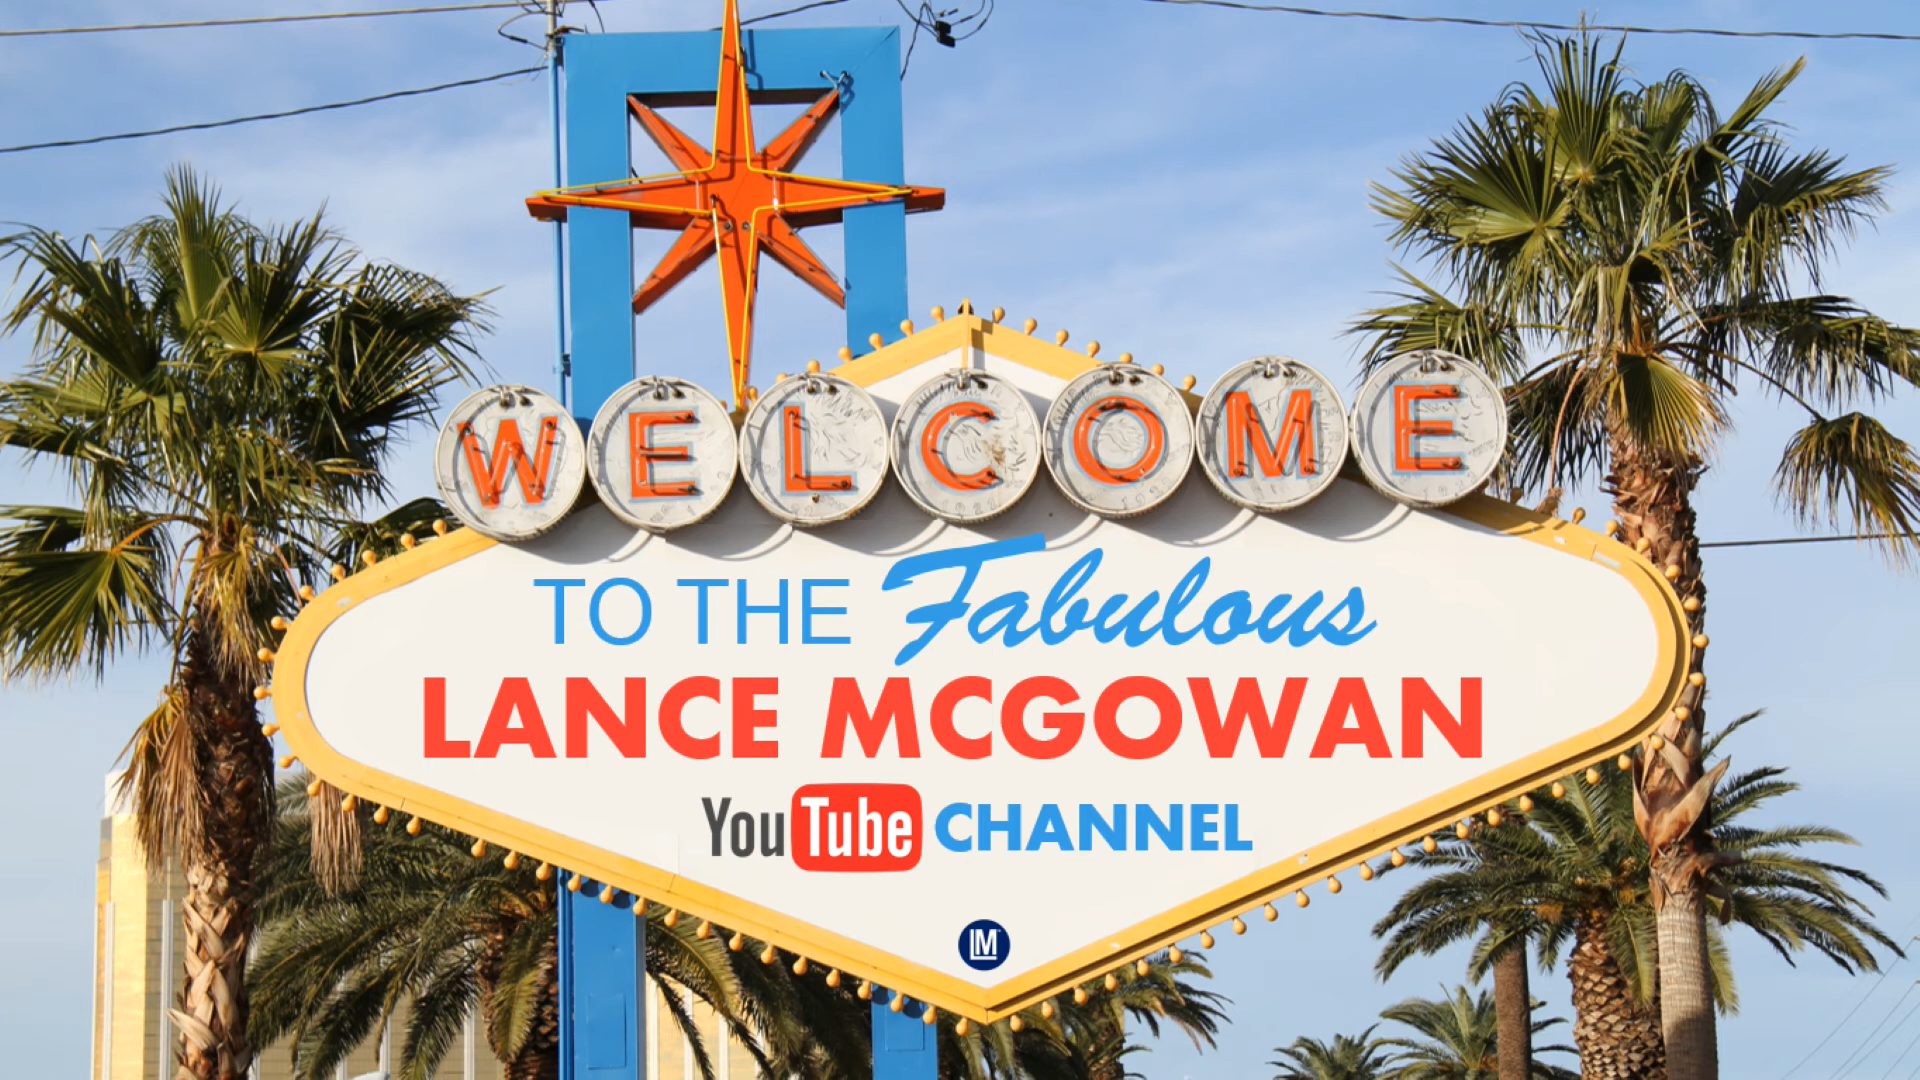 WELCOME
TO THE Fabulous
LANCE MCGOWAN
YouTube CHANNEL
LM